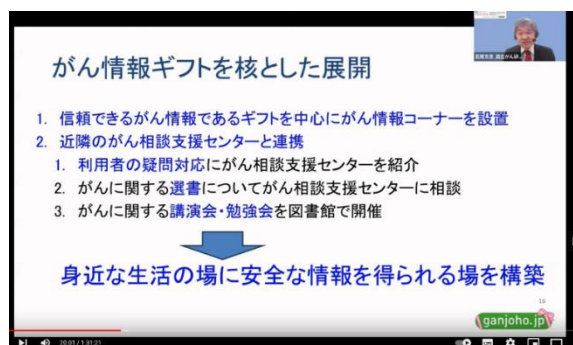 がん情報ギフトを核とした展開
1. 信頼できるがん情報であるギフトを中心にがん情報コーナーを設置
2. 近隣のがん相談支援センターと連携
1. 利用者の疑問対応にがん相談支援センターを紹介
2. がんに関する選書についてがん相談支援センターに相談
3. がんに関する講演会・勉強会を図書館で開催
身近な生活の場に安全な情報を得られる場を構築
ganjoho.jp